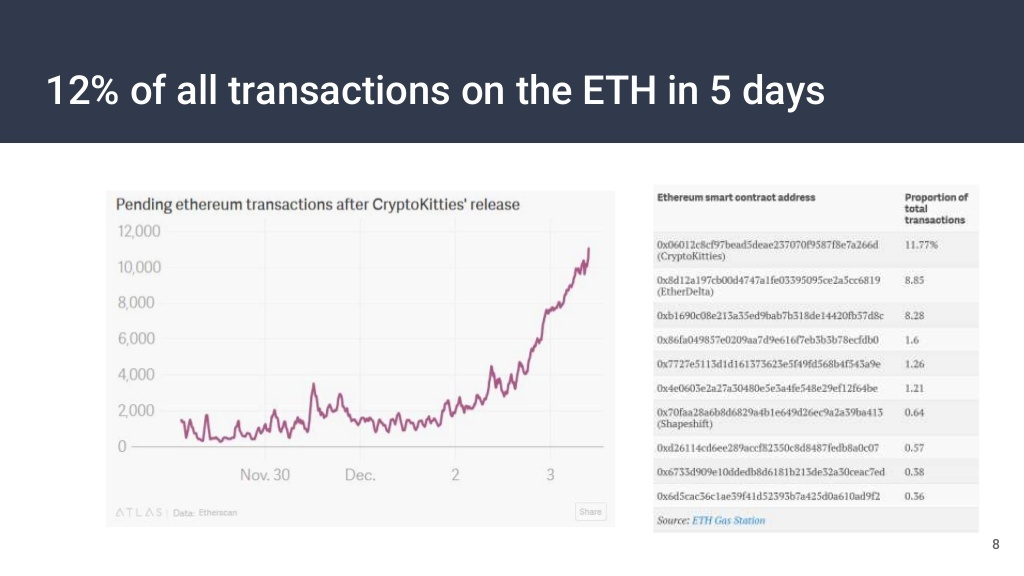 12% of all transactions on the ETH in 5 days
Pending ethereum transactions after CryptoKitties' release
12,000
10,000
8,000
6,000
4,000
2,000
0
Nov. 30 Dec. 2 3
ATLAS Data: Etherscan Share
Ethereum smart contract address Proportion of
total
transactions
0x06012c8cf97bead5deae237070f9587f8e7a266d 11.77%
(CryptoKitties)
0x8d12a197cb00d4747a1fe03395095ce2a5cc6819 8.85
(EtherDelta)
0xb1690c08e213a35ed9bab7b318de14420fb57d8c 8.28
0x86fa049857e0209aa7d9e616f7eb3b3b78ecfdb0 1.6
0x7727e5113d1d161373623e5f49fd568b4f543a9e 1.26
0x4e0603e2a27a30480e5e3a4fe548e29ef12f64be 1.21
0x70faa28a6b8d6829a4b1e649d26ec9a2a39ba413 0.64
(Shapeshift)
0xd26114cd6ee289accf82350c8d8487fedb8a0c07 0.57
0x6733d909e10ddedb8d6181b213de32a30ceac7ed 0.38
0x6d5cac36c1ae39f41d52393b7a425d0a610ad9f2 0.36
Source: ETH Gas Station
8